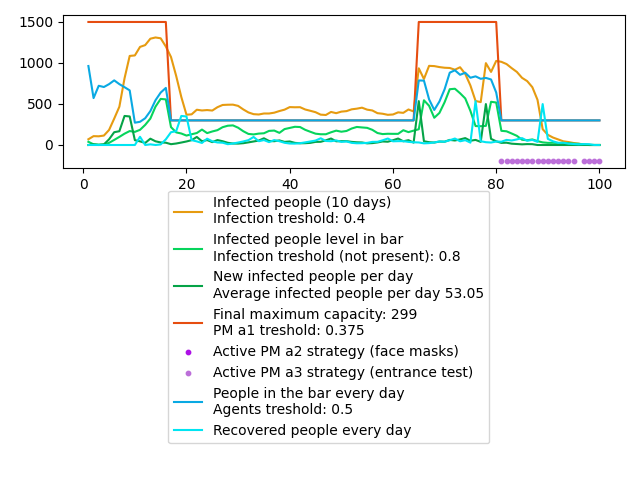 1500
1000
500
0
0
20
40
60
80
100
Infected people (10 days)
Infection treshold: 0.4
Infected people level in bar
Infection treshold (not present): 0.8
New infected people per day
Average infected people per day 53.05
Final maximum capacity: 299
PM a1 treshold: 0.375
Active PM a2 strategy (face masks)
Active PM a3 strategy (entrance test)
People in the bar every day
Agents treshold: 0.5
Recovered people every day